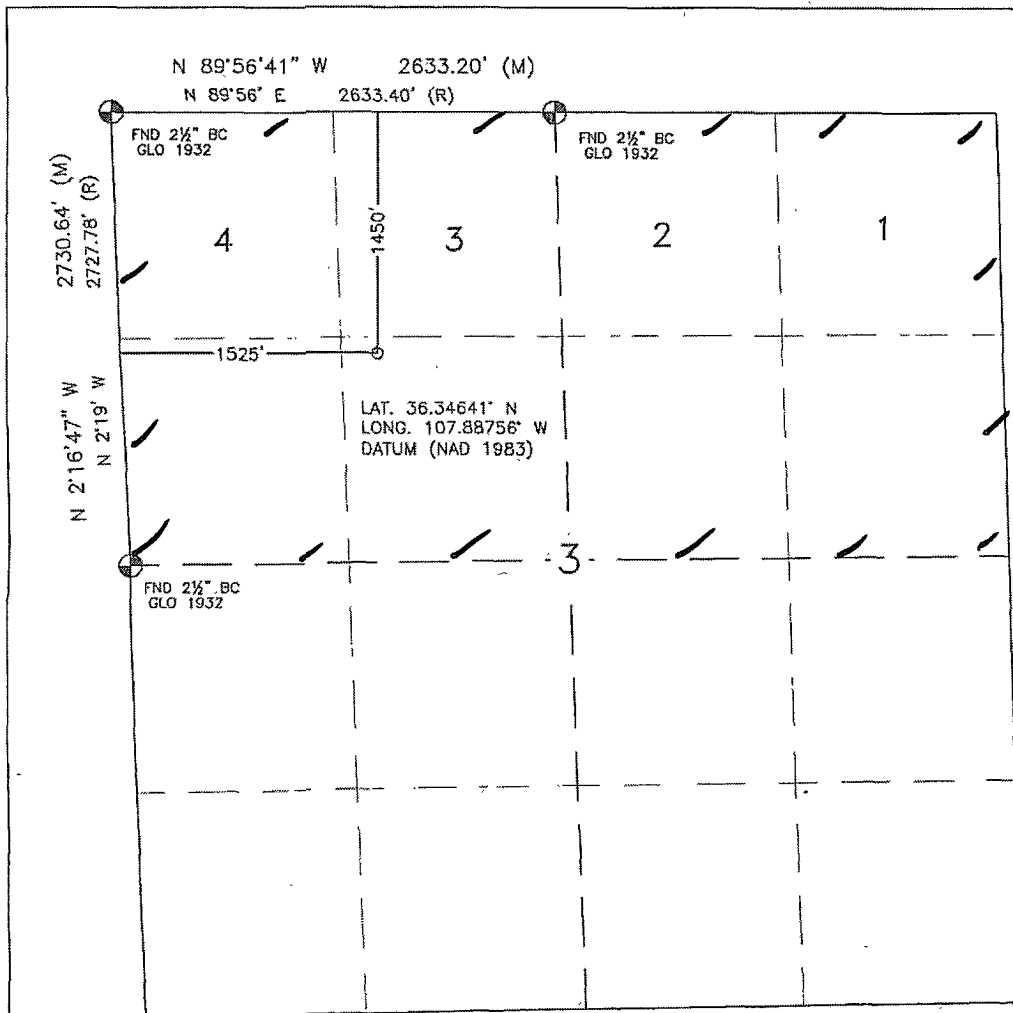 N 89°56'41" W 2633.20' (M)
N 89°56' E 2633.40' (R)
FND 2½" BC
GLO 1932
FND 2½" BC
GLO 1932
2730.64' (M)
2727.78' (R)
1450'
4
3
2
1
1525'
N 2°16'47" W
N 2°19' W
LAT. 36.34641° N
LONG. 107.88756° W
DATUM (NAD 1983)
3
FND 2½" BC
GLO 1932